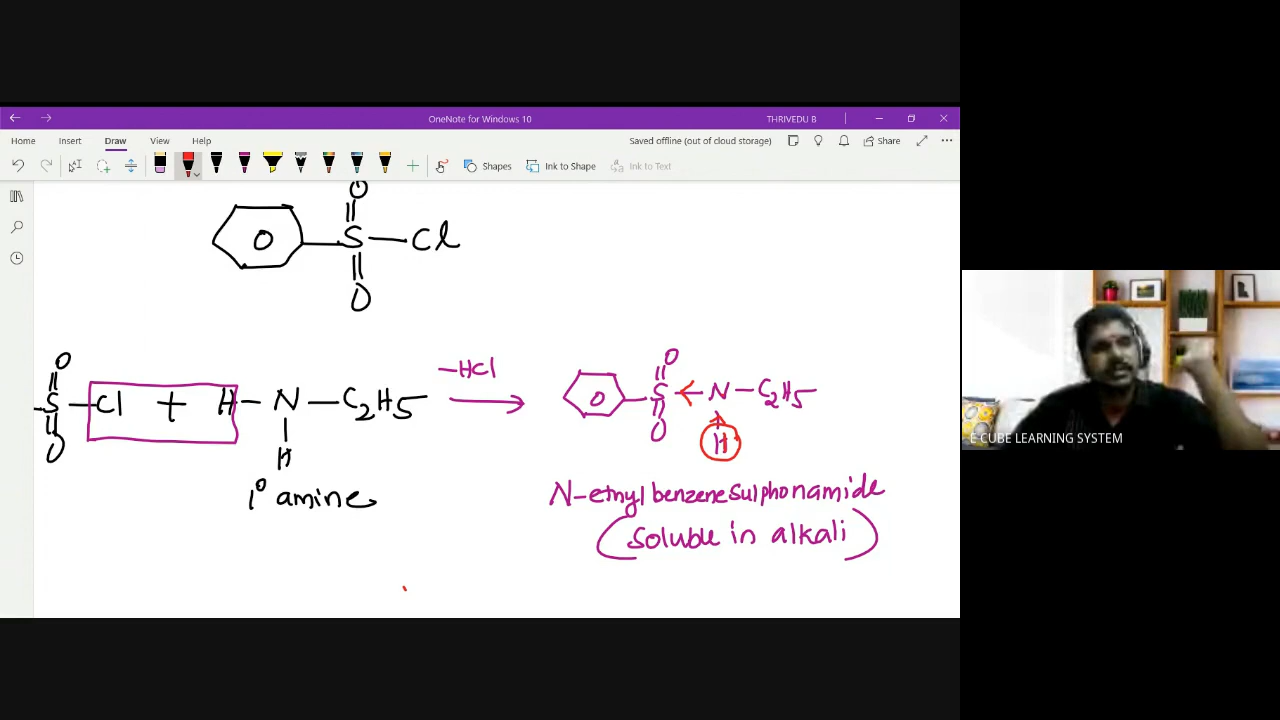 OneNote for Windows 10
THRIVEDU B
Home Insert Draw View Help
Saved offline (out of cloud storage)
Share
Shapes
Ink to Shape
Ink to Text
O
S
Cl
O
O
S Cl + H N C2H5
O
H
1° amine
-HCl
O
S N C2H5
O
H
N-ethyl benzenesulphonamide
(soluble in alkali)
E CUBE LEARNING SYSTEM